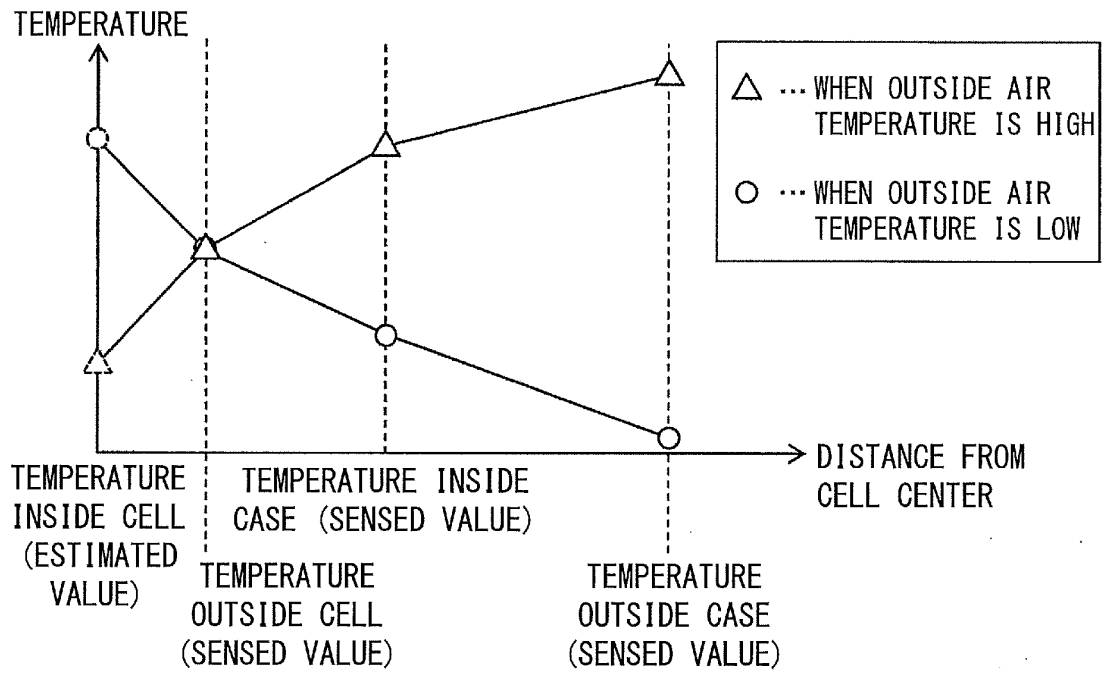 TEMPERATURE
… WHEN OUTSIDE AIR
TEMPERATURE IS HIGH
… WHEN OUTSIDE AIR
TEMPERATURE IS LOW
DISTANCE FROM
CELL CENTER
TEMPERATURE
INSIDE CELL
(ESTIMATED
VALUE)
TEMPERATURE INSIDE
CASE (SENSED VALUE)
TEMPERATURE
OUTSIDE CELL
(SENSED VALUE)
TEMPERATURE
OUTSIDE CASE
(SENSED VALUE)